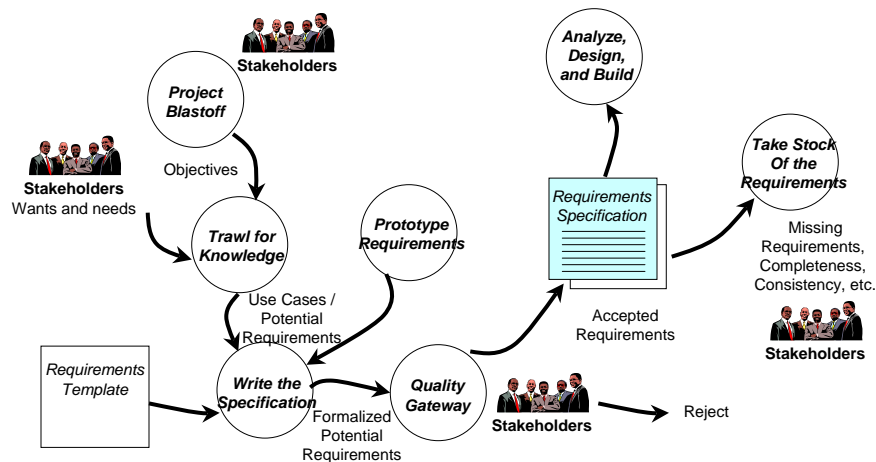 Stakeholders
Project
Blastoff
Analyze,
Design,
and Build
Stakeholders
Wants and needs
Objectives
Take Stock
Of the
Requirements
Trawl for
Knowledge
Prototype
Requirements
Requirements
Specification
Missing
Requirements,
Completeness,
Consistency, etc.
Stakeholders
Use Cases /
Potential
Requirements
Accepted
Requirements
Requirements
Template
Write the
Specification
Formalized
Potential
Requirements
Quality
Gateway
Stakeholders
Reject